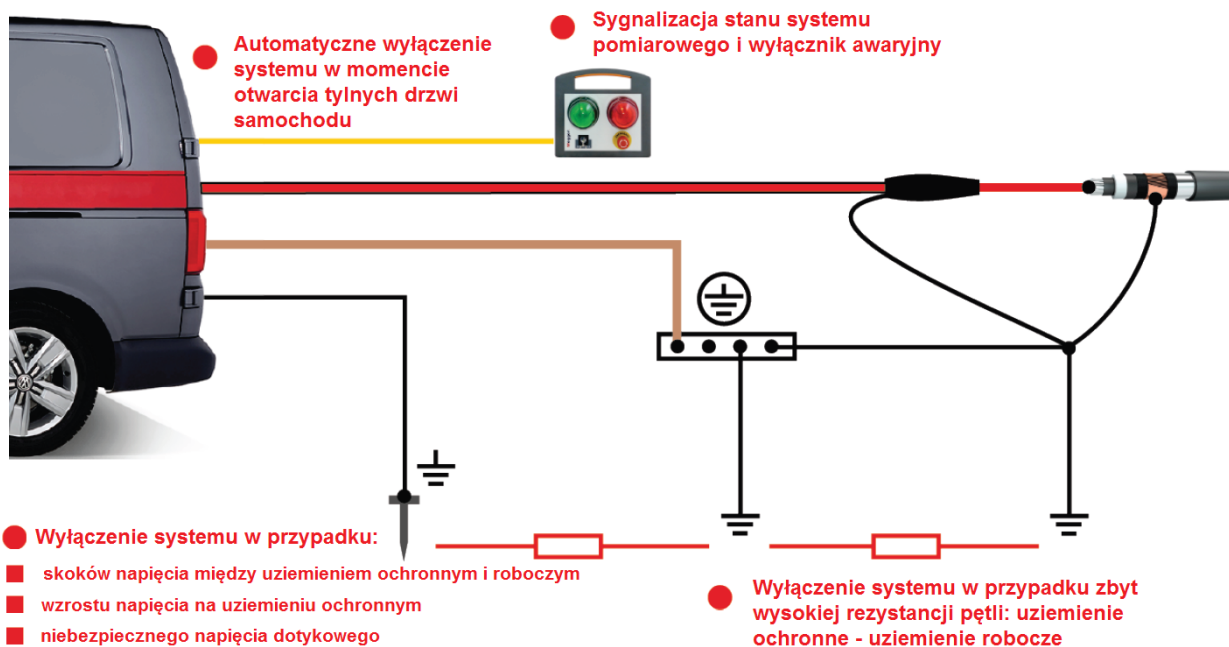 Automatyczne wyłączenie
systemu w momencie
otwarcia tylnych drzwi
samochodu
Sygnalizacja stanu systemu
pomiarowego i wyłącznik awaryjny
Wyłączenie systemu w przypadku:
skoków napięcia między uziemieniem ochronnym i roboczym
wzrostu napięcia na uziemieniu ochronnym
niebezpiecznego napięcia dotykowego
Wyłączenie systemu w przypadku zbyt
wysokiej rezystancji pętli: uziemienie
ochronne - uziemienie robocze